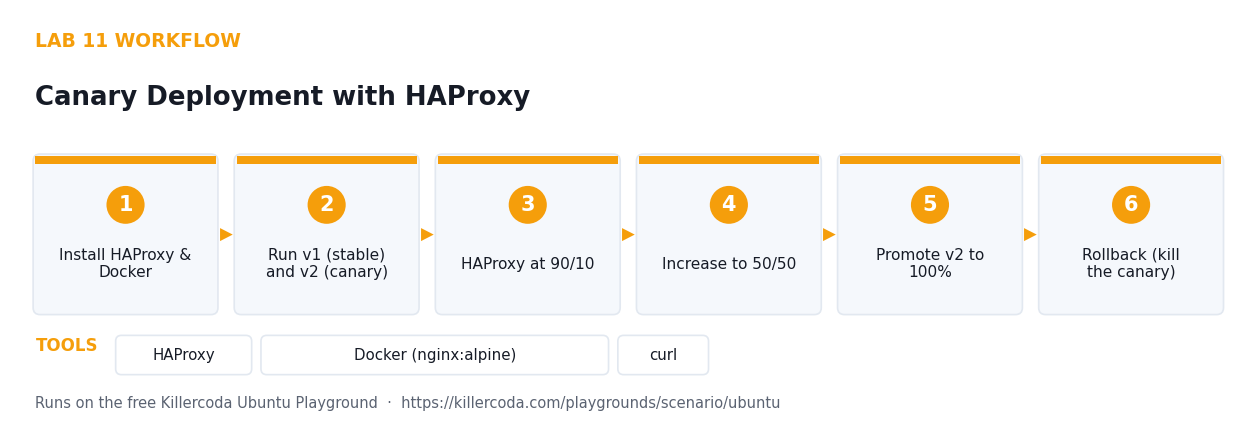 LAB 11 WORKFLOW
Canary Deployment with HAProxy
1
Install HAProxy &
Docker
2
Run v1 (stable)
and v2 (canary)
3
HAProxy at 90/10
4
Increase to 50/50
5
Promote v2 to
100%
6
Rollback (kill
the canary)
TOOLS
HAProxy
Docker (nginx:alpine)
curl
Runs on the free Killercoda Ubuntu Playground · https://killercoda.com/playgrounds/scenario/ubuntu